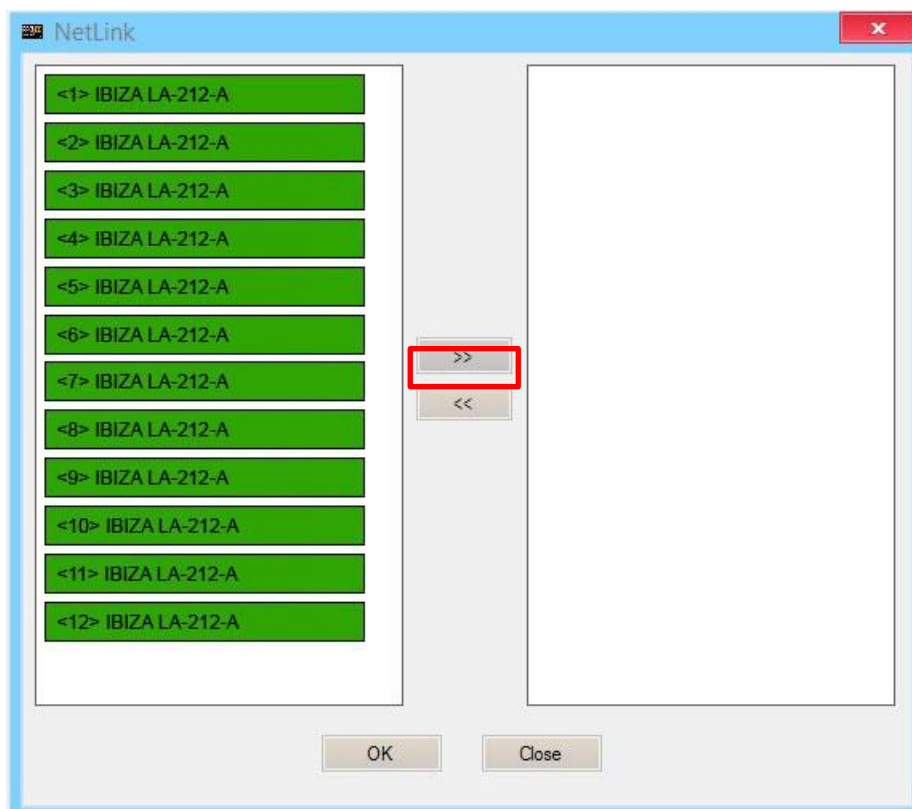 NetLink
x
<1> IBIZA LA-212-A
<2> IBIZA LA-212-A
<3> IBIZA LA-212-A
<4> IBIZA LA-212-A
<5> IBIZA LA-212-A
<6> IBIZA LA-212-A
<7> IBIZA LA-212-A
<8> IBIZA LA-212-A
<9> IBIZA LA-212-A
<10> IBIZA LA-212-A
<11> IBIZA LA-212-A
<12> IBIZA LA-212-A
>>
<<
OK
Close